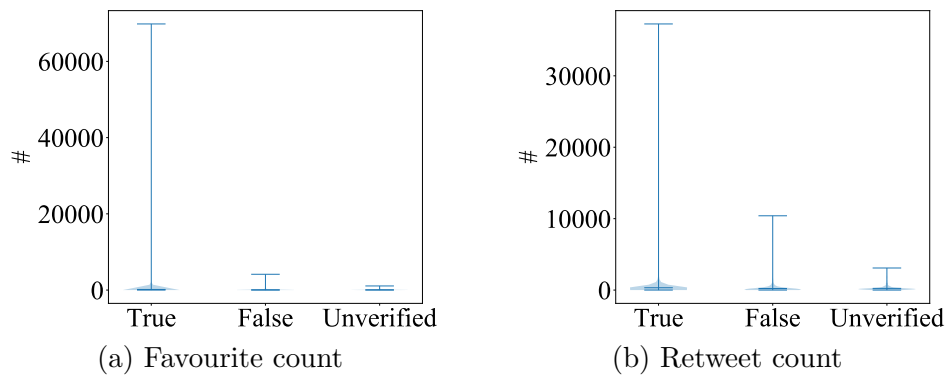 60000
40000
20000
0
#
True False Unverified
(a) Favourite count
30000
20000
10000
0
#
True False Unverified
(b) Retweet count